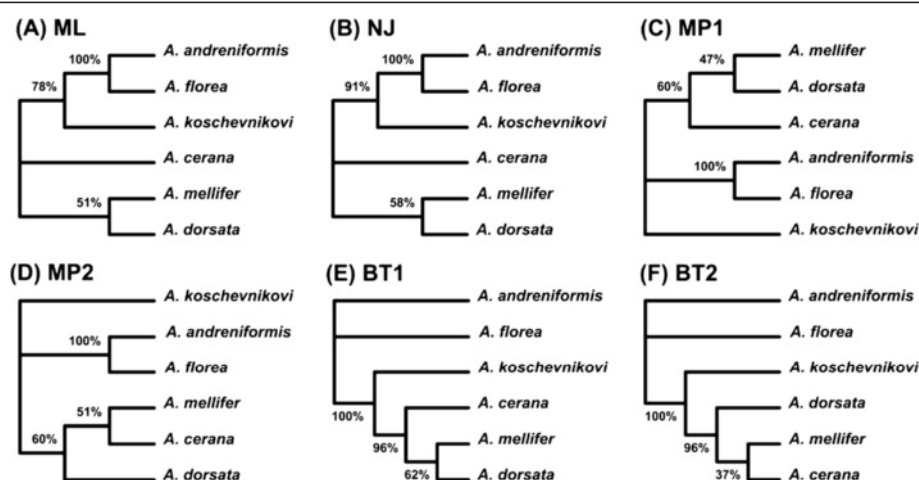 (A) ML
100%
78%
A. andreniformis
A. florea
A. koschevnikovi
A. cerana
51%
A. mellifer
A. dorsata
(B) NJ
100%
91%
A. andreniformis
A. florea
A. koschevnikovi
A. cerana
58%
A. mellifer
A. dorsata
(C) MP1
47%
60%
A. mellifer
A. dorsata
A. cerana
100%
A. andreniformis
A. florea
A. koschevnikovi
(D) MP2
A. koschevnikovi
100%
A. andreniformis
A. florea
51%
60%
A. mellifer
A. cerana
A. dorsata
(E) BT1
A. andreniformis
A. florea
A. koschevnikovi
100%
A. cerana
96%
A. mellifer
62%
A. dorsata
(F) BT2
A. andreniformis
A. florea
A. koschevnikovi
100%
A. dorsata
96%
A. mellifer
37%
A. cerana